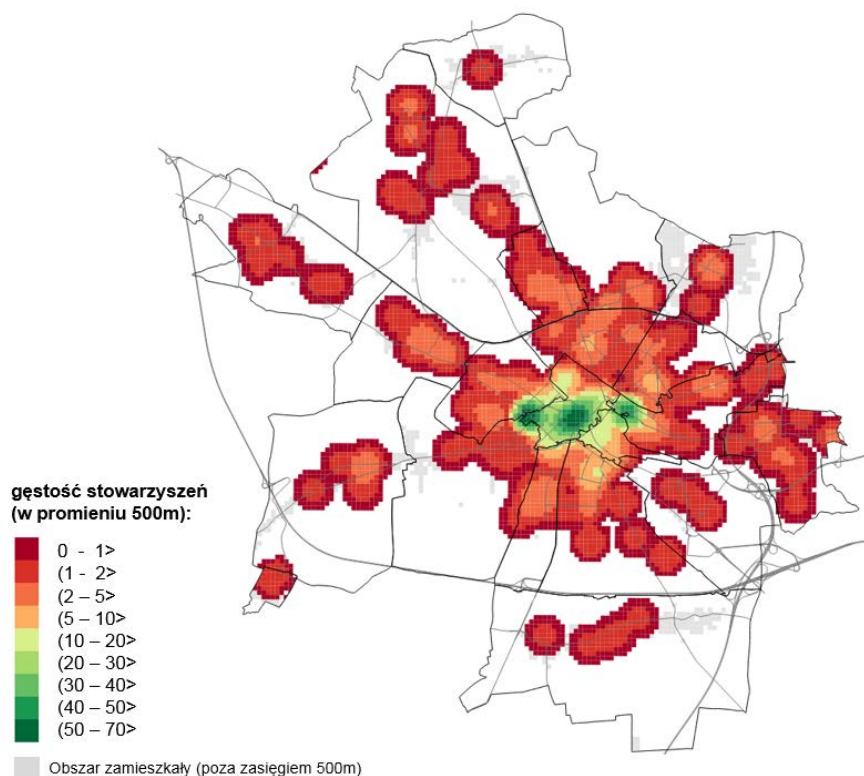 gęstość stowarzyszeń
(w promieniu 500m):
0 - 1>
(1 - 2>
(2 – 5>
(5 – 10>
(10 – 20>
(20 – 30>
(30 – 40>
(40 – 50>
(50 – 70>
Obszar zamieszkały (poza zasięgiem 500m)